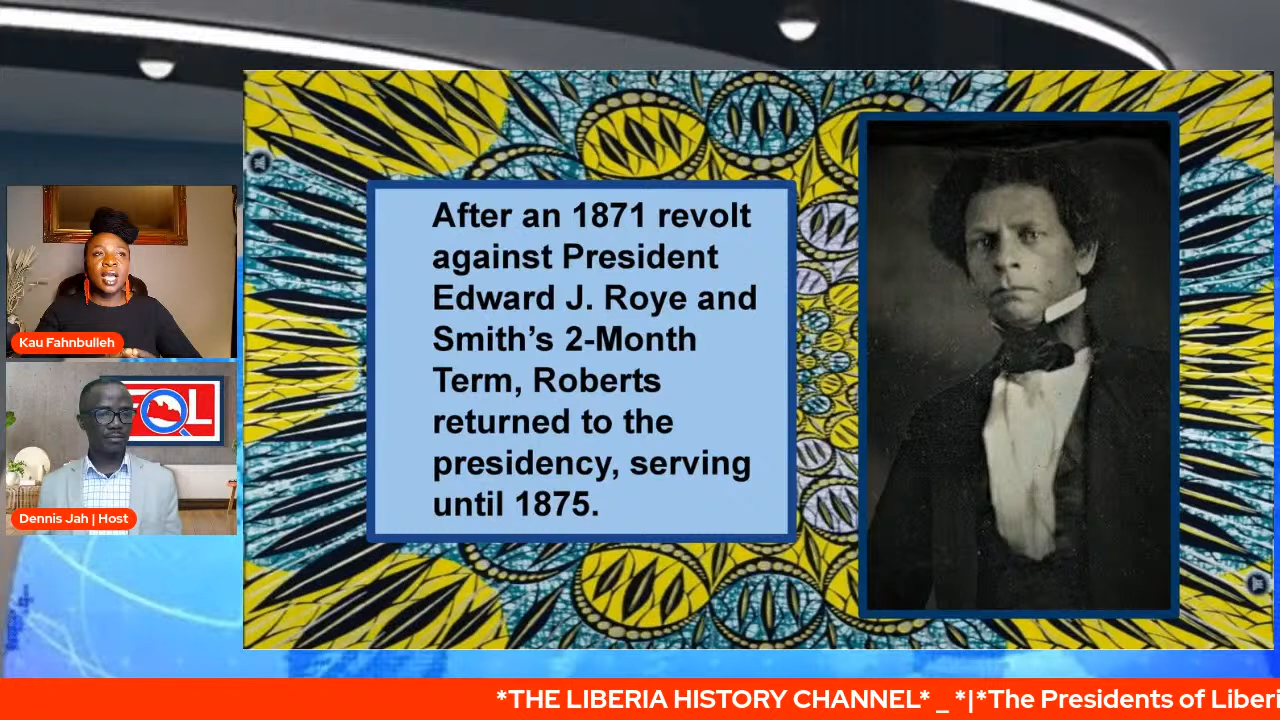 After an 1871 revolt
against President
Edward J. Roye and
Smith’s 2-Month
Term, Roberts
returned to the
presidency, serving
until 1875.
Kau Fahnbulleh
Dennis Jah | Host
*THE LIBERIA HISTORY CHANNEL* _ *|*The Presidents of Liberi